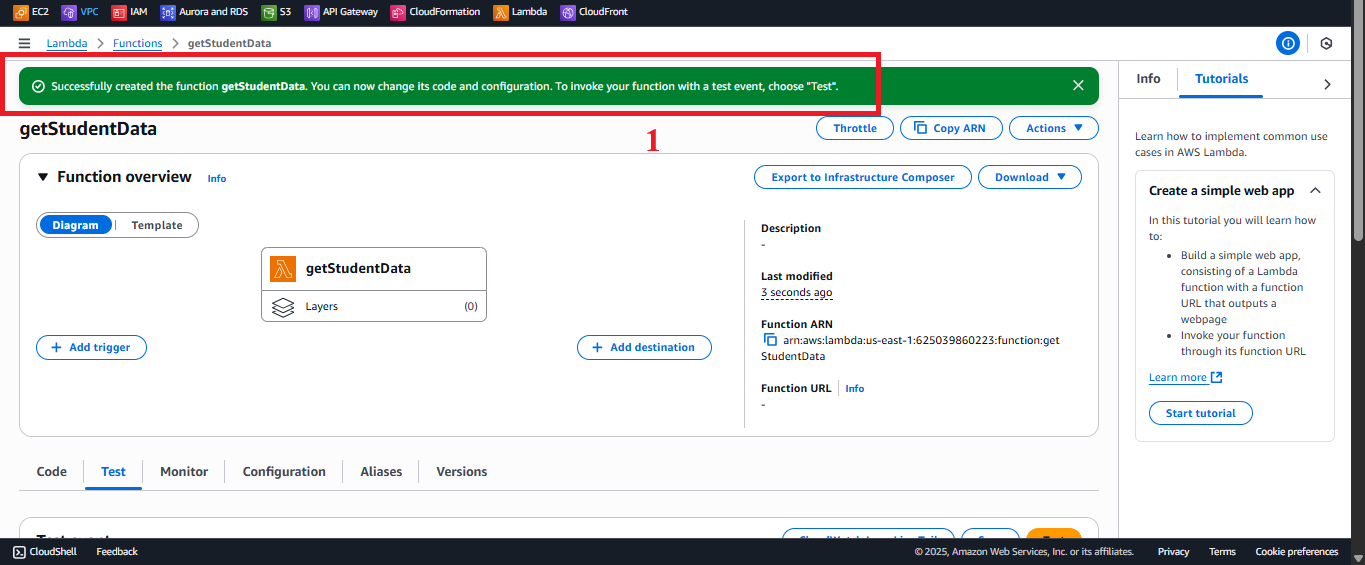 EC2 VPC IAM Aurora and RDS S3 API Gateway CloudFormation Lambda CloudFront
Lambda > Functions > getStudentData
Successfully created the function getStudentData. You can now change its code and configuration. To invoke your function with a test event, choose "Test".
1
getStudentData
Throttle
Copy ARN
Actions
Function overview
Info
Export to Infrastructure Composer
Download
Diagram
Template
getStudentData
Layers
(0)
Add trigger
Add destination
Description
-
Last modified
3 seconds ago
Function ARN
arn:aws:lambda:us-east-1:625039860223:function:get
StudentData
Function URL
Info
-
Code
Test
Monitor
Configuration
Aliases
Versions
Info
Tutorials
Learn how to implement common use
cases in AWS Lambda.
Create a simple web app
In this tutorial you will learn how
to:
• Build a simple web app,
consisting of a Lambda
function with a function
URL that outputs a
webpage
• Invoke your function
through its function URL
Learn more
Start tutorial
CloudShell
Feedback
© 2025, Amazon Web Services, Inc. or its affiliates.
Privacy
Terms
Cookie preferences